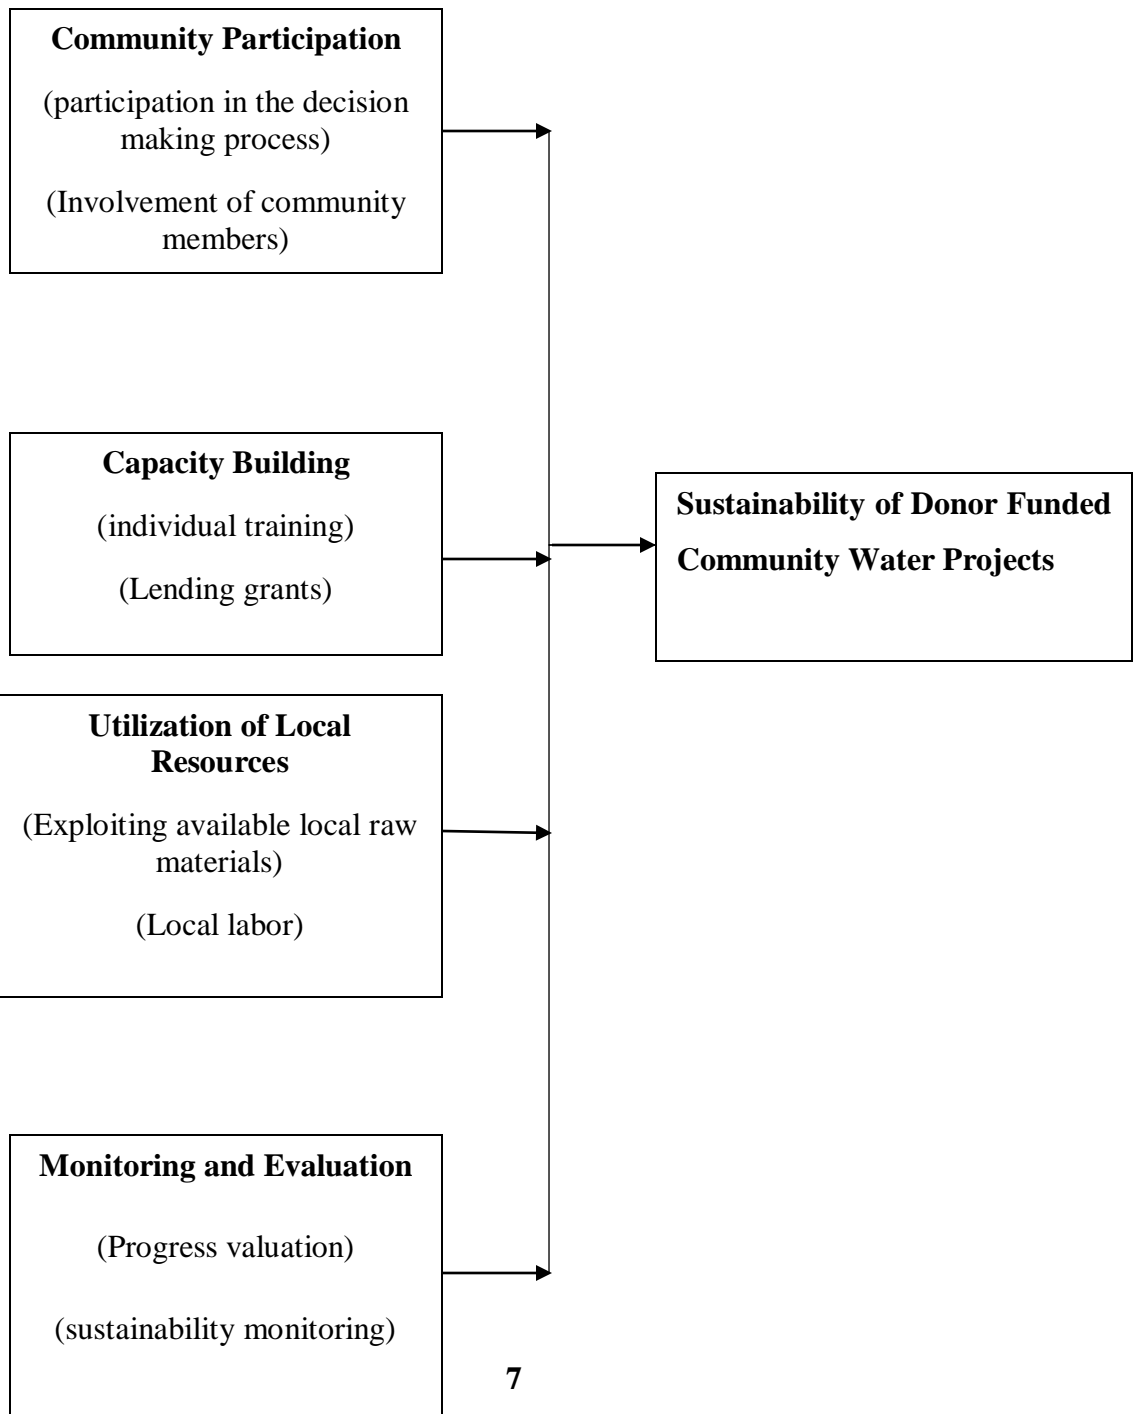 Community Participation
(participation in the decision
making process)
(Involvement of community
members)
Capacity Building
(individual training)
(Lending grants)
Sustainability of Donor Funded
Community Water Projects
Utilization of Local
Resources
(Exploiting available local raw
materials)
(Local labor)
Monitoring and Evaluation
(Progress valuation)
(sustainability monitoring)
7